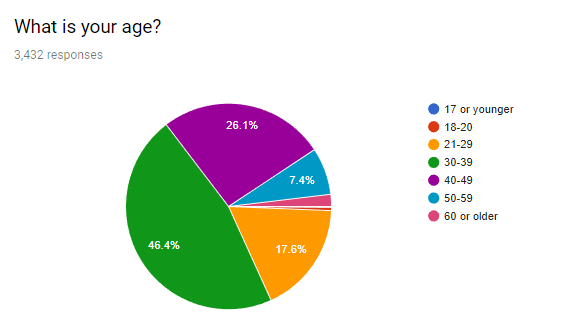 What is your age?
3,432 responses
26.1%
7.4%
46.4%
17.6%
17 or younger
18-20
21-29
30-39
40-49
50-59
60 or older